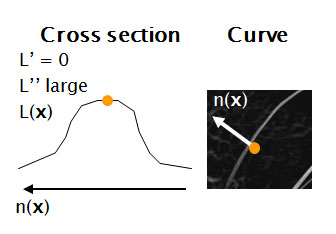 Cross section
L' = 0
L'' large
L(x)
n(x)
Curve
n(x)